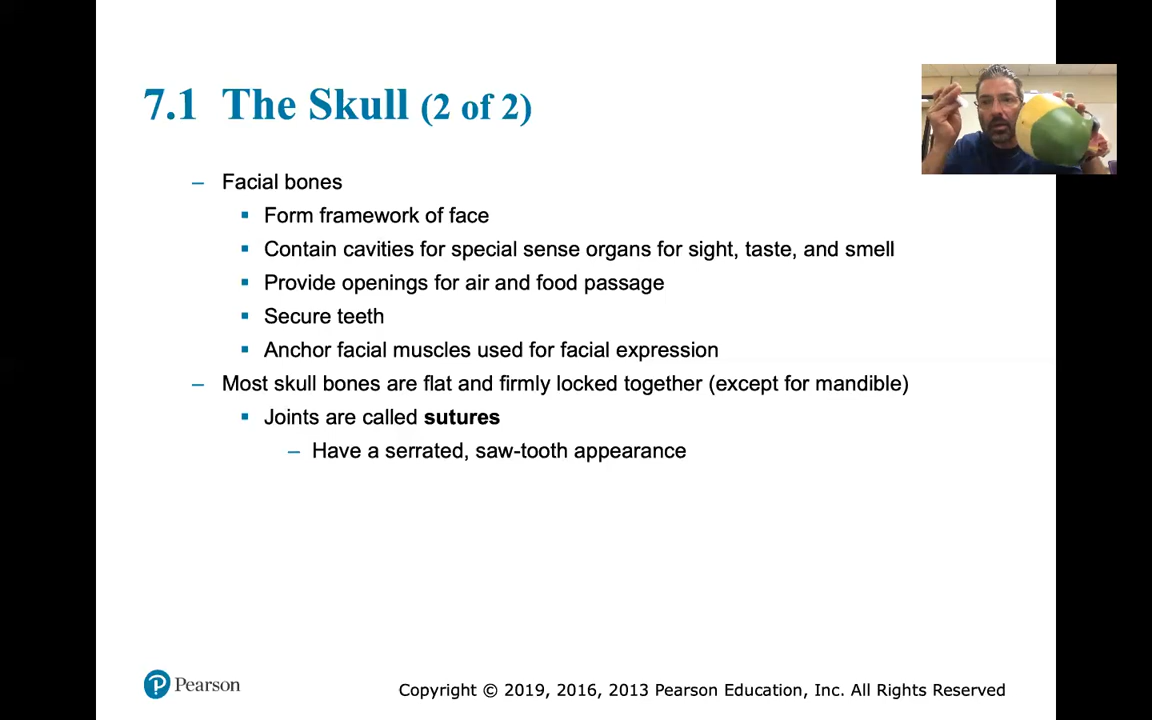 7.1 The Skull (2 of 2)
– Facial bones
▪ Form framework of face
▪ Contain cavities for special sense organs for sight, taste, and smell
▪ Provide openings for air and food passage
▪ Secure teeth
▪ Anchor facial muscles used for facial expression
– Most skull bones are flat and firmly locked together (except for mandible)
▪ Joints are called sutures
– Have a serrated, saw-tooth appearance
Pearson
Copyright © 2019, 2016, 2013 Pearson Education, Inc. All Rights Reserved